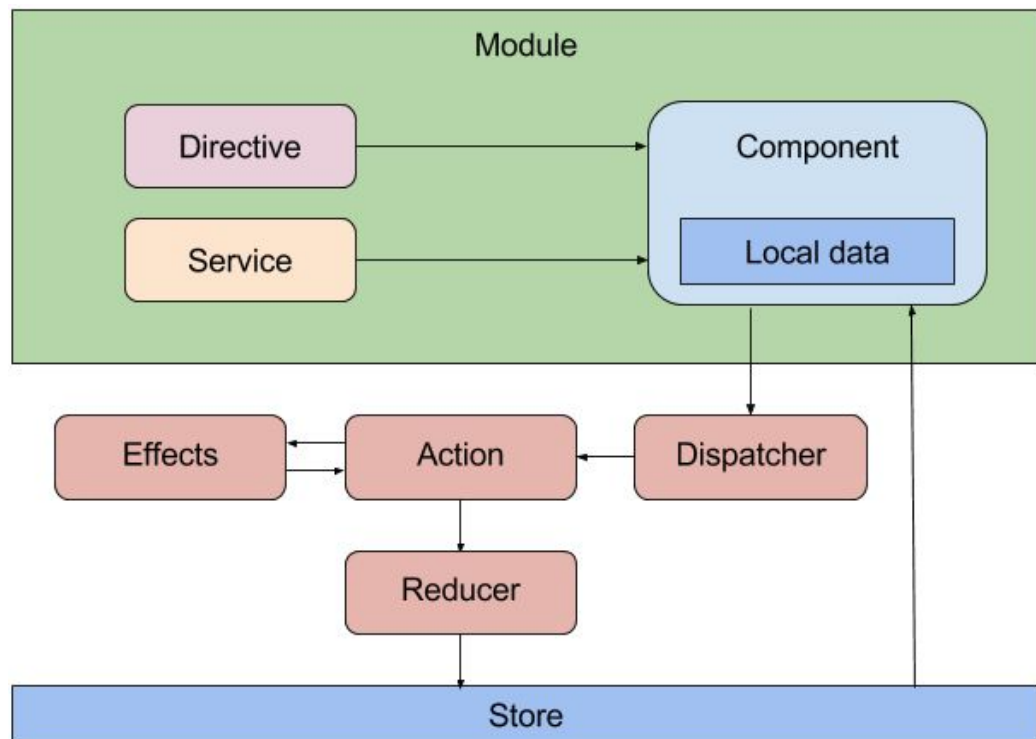 Module
Directive
Component
Service
Local data
Effects
Action
Dispatcher
Reducer
Store